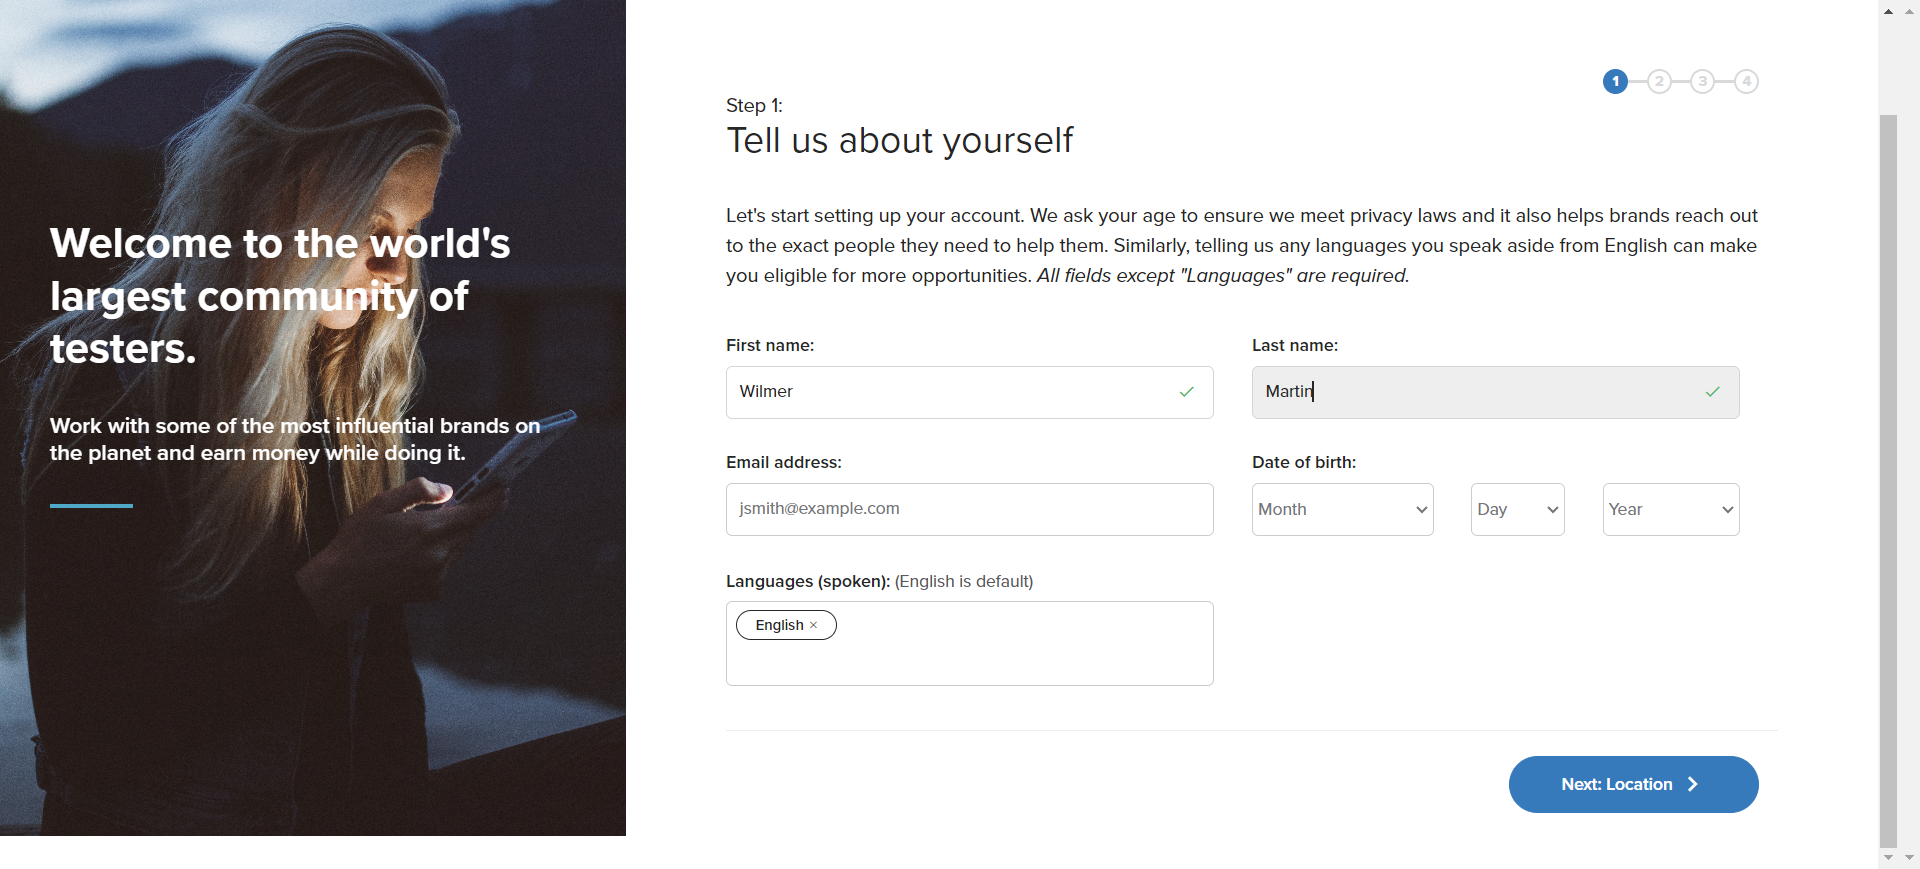 Welcome to the world's
largest community of
testers.
Work with some of the most influential brands on
the planet and earn money while doing it.
1 2 3 4
Step 1:
Tell us about yourself
Let's start setting up your account. We ask your age to ensure we meet privacy laws and it also helps brands reach out
to the exact people they need to help them. Similarly, telling us any languages you speak aside from English can make
you eligible for more opportunities. All fields except "Languages" are required.
First name:
Last name:
Wilmer
Martin
Email address:
Date of birth:
jsmith@example.com
Month
Day
Year
Languages (spoken): (English is default)
English ×
Next: Location